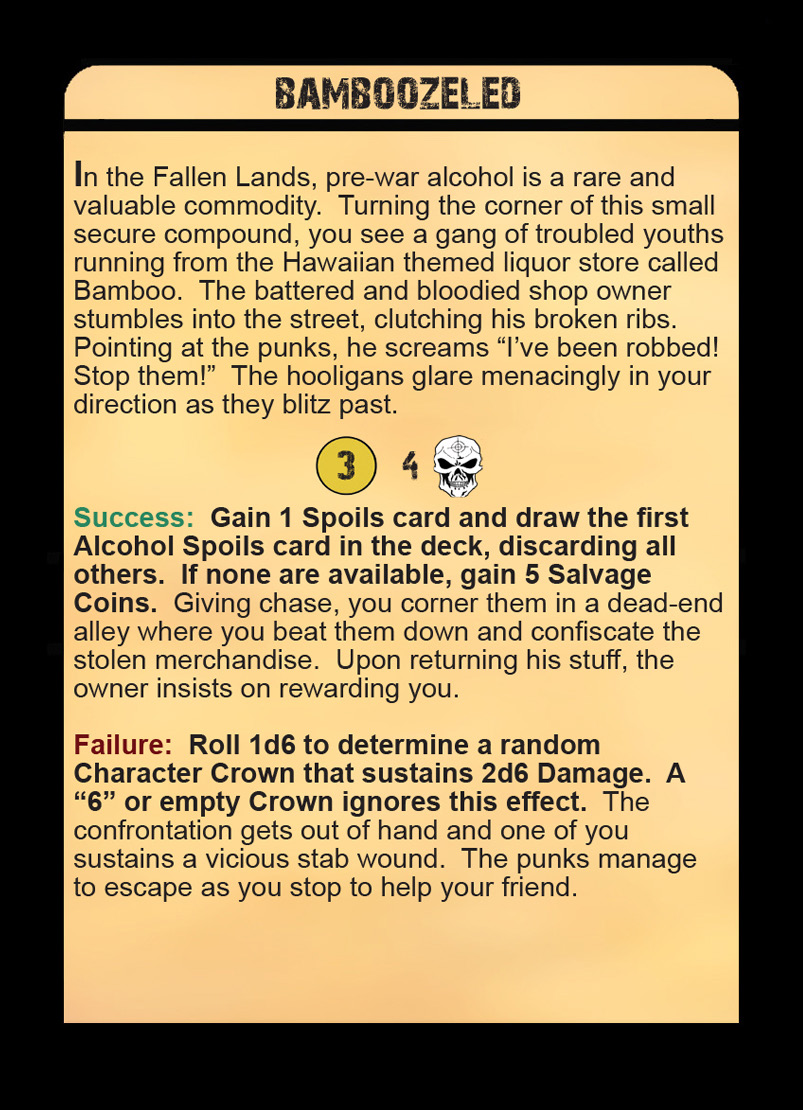 BAMBOOZELED
In the Fallen Lands, pre-war alcohol is a rare and
valuable commodity.  Turning the corner of this small
secure compound, you see a gang of troubled youths
running from the Hawaiian themed liquor store called
Bamboo.  The battered and bloodied shop owner
stumbles into the street, clutching his broken ribs.
Pointing at the punks, he screams “I’ve been robbed!
Stop them!”  The hooligans glare menacingly in your
direction as they blitz past.
3 4
Success:  Gain 1 Spoils card and draw the first
Alcohol Spoils card in the deck, discarding all
others.  If none are available, gain 5 Salvage
Coins.  Giving chase, you corner them in a dead-end
alley where you beat them down and confiscate the
stolen merchandise.  Upon returning his stuff, the
owner insists on rewarding you.
Failure:  Roll 1d6 to determine a random
Character Crown that sustains 2d6 Damage.  A
“6” or empty Crown ignores this effect.  The
confrontation gets out of hand and one of you
sustains a vicious stab wound.  The punks manage
to escape as you stop to help your friend.